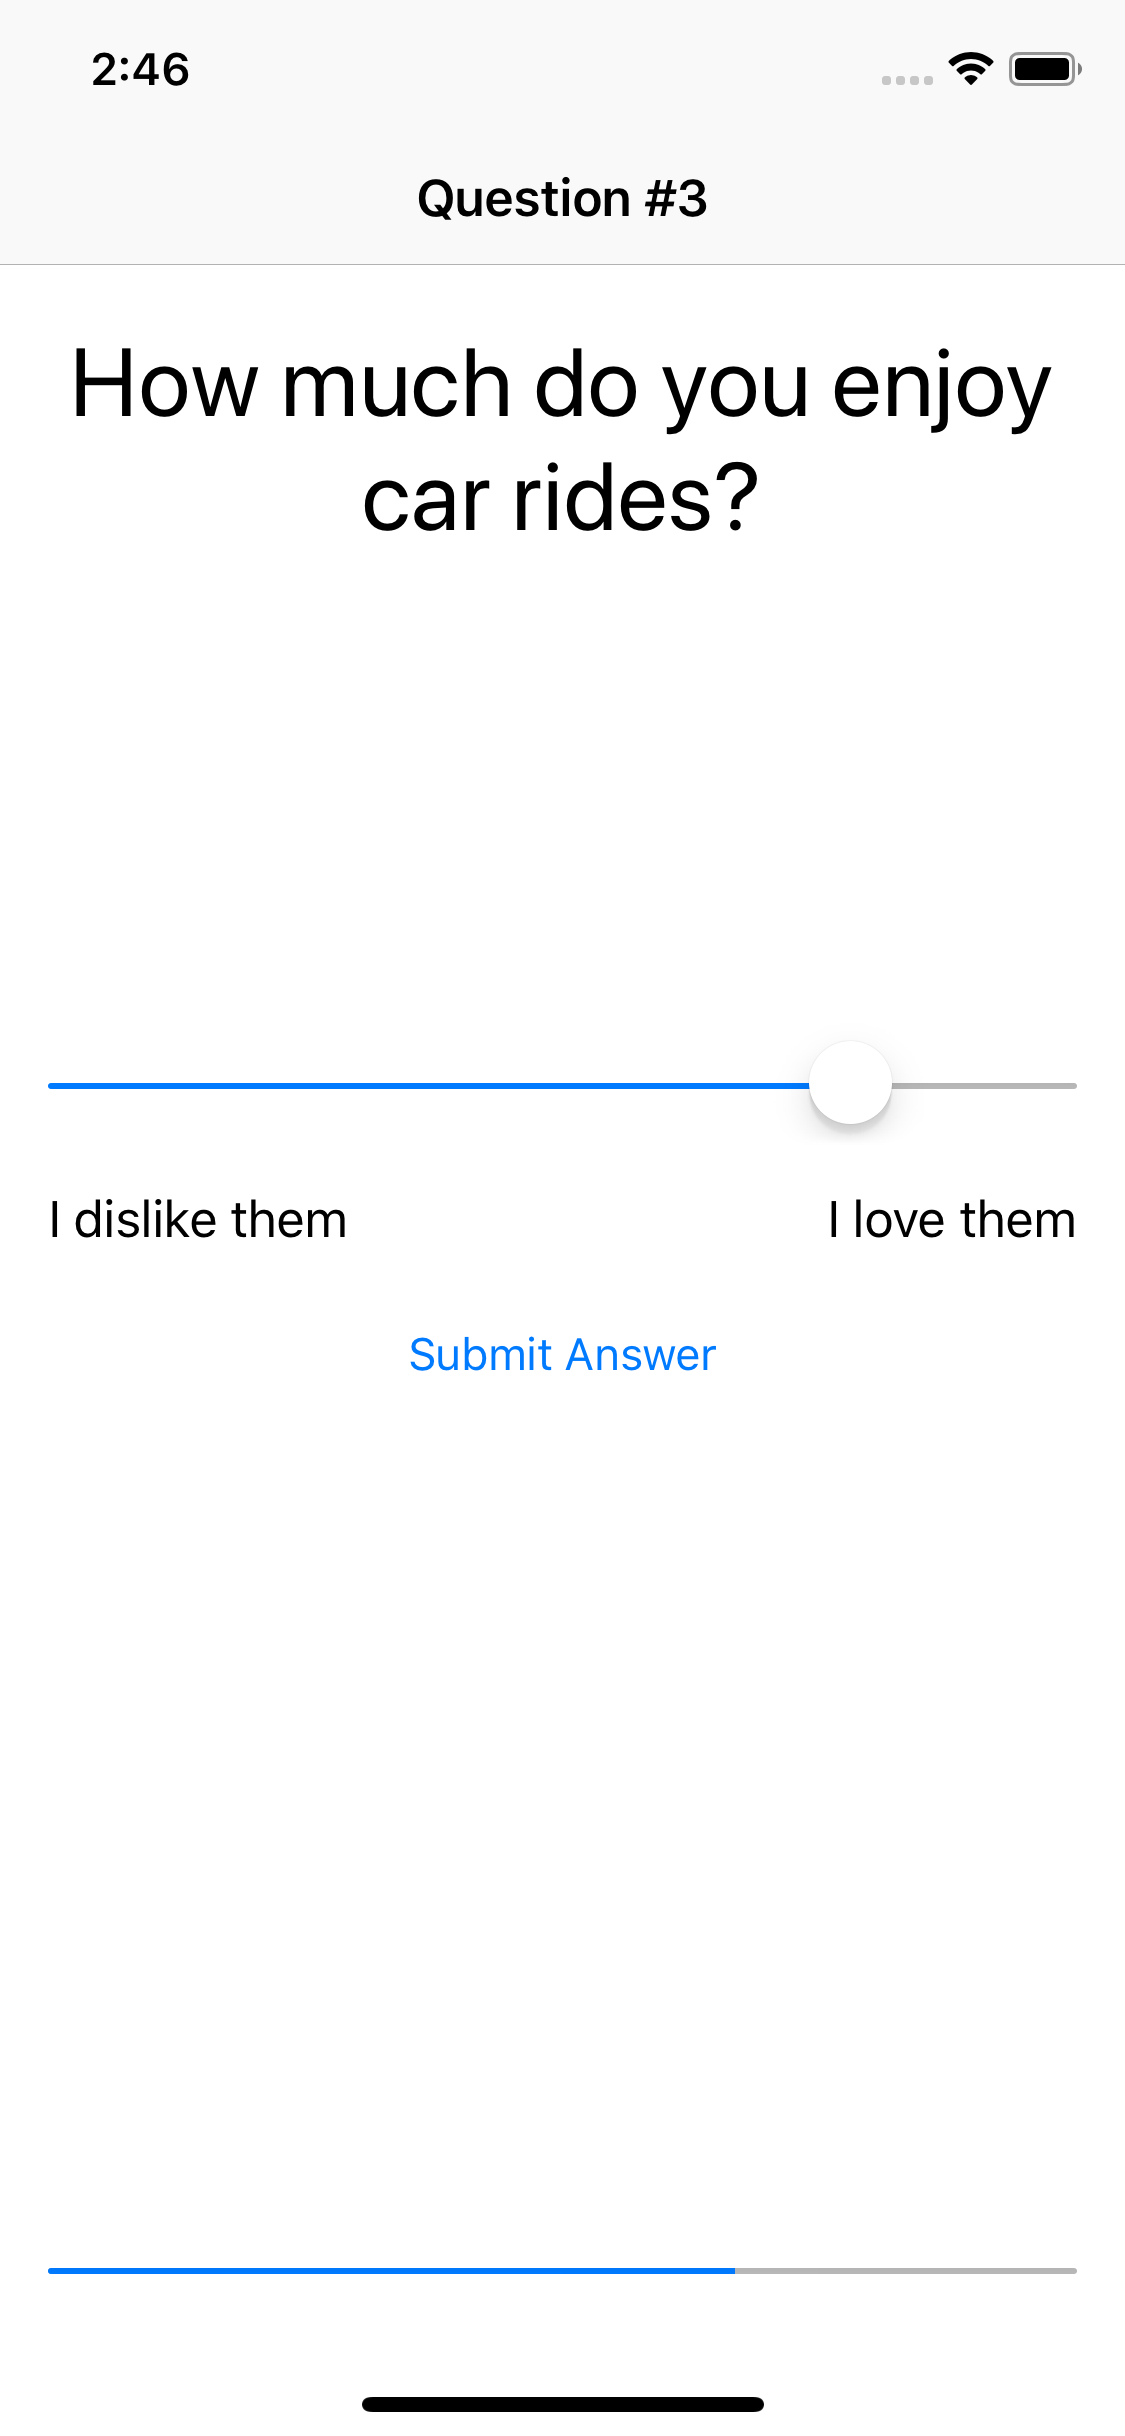 2:46
Question #3
How much do you enjoy
car rides?
I dislike them
I love them
Submit Answer